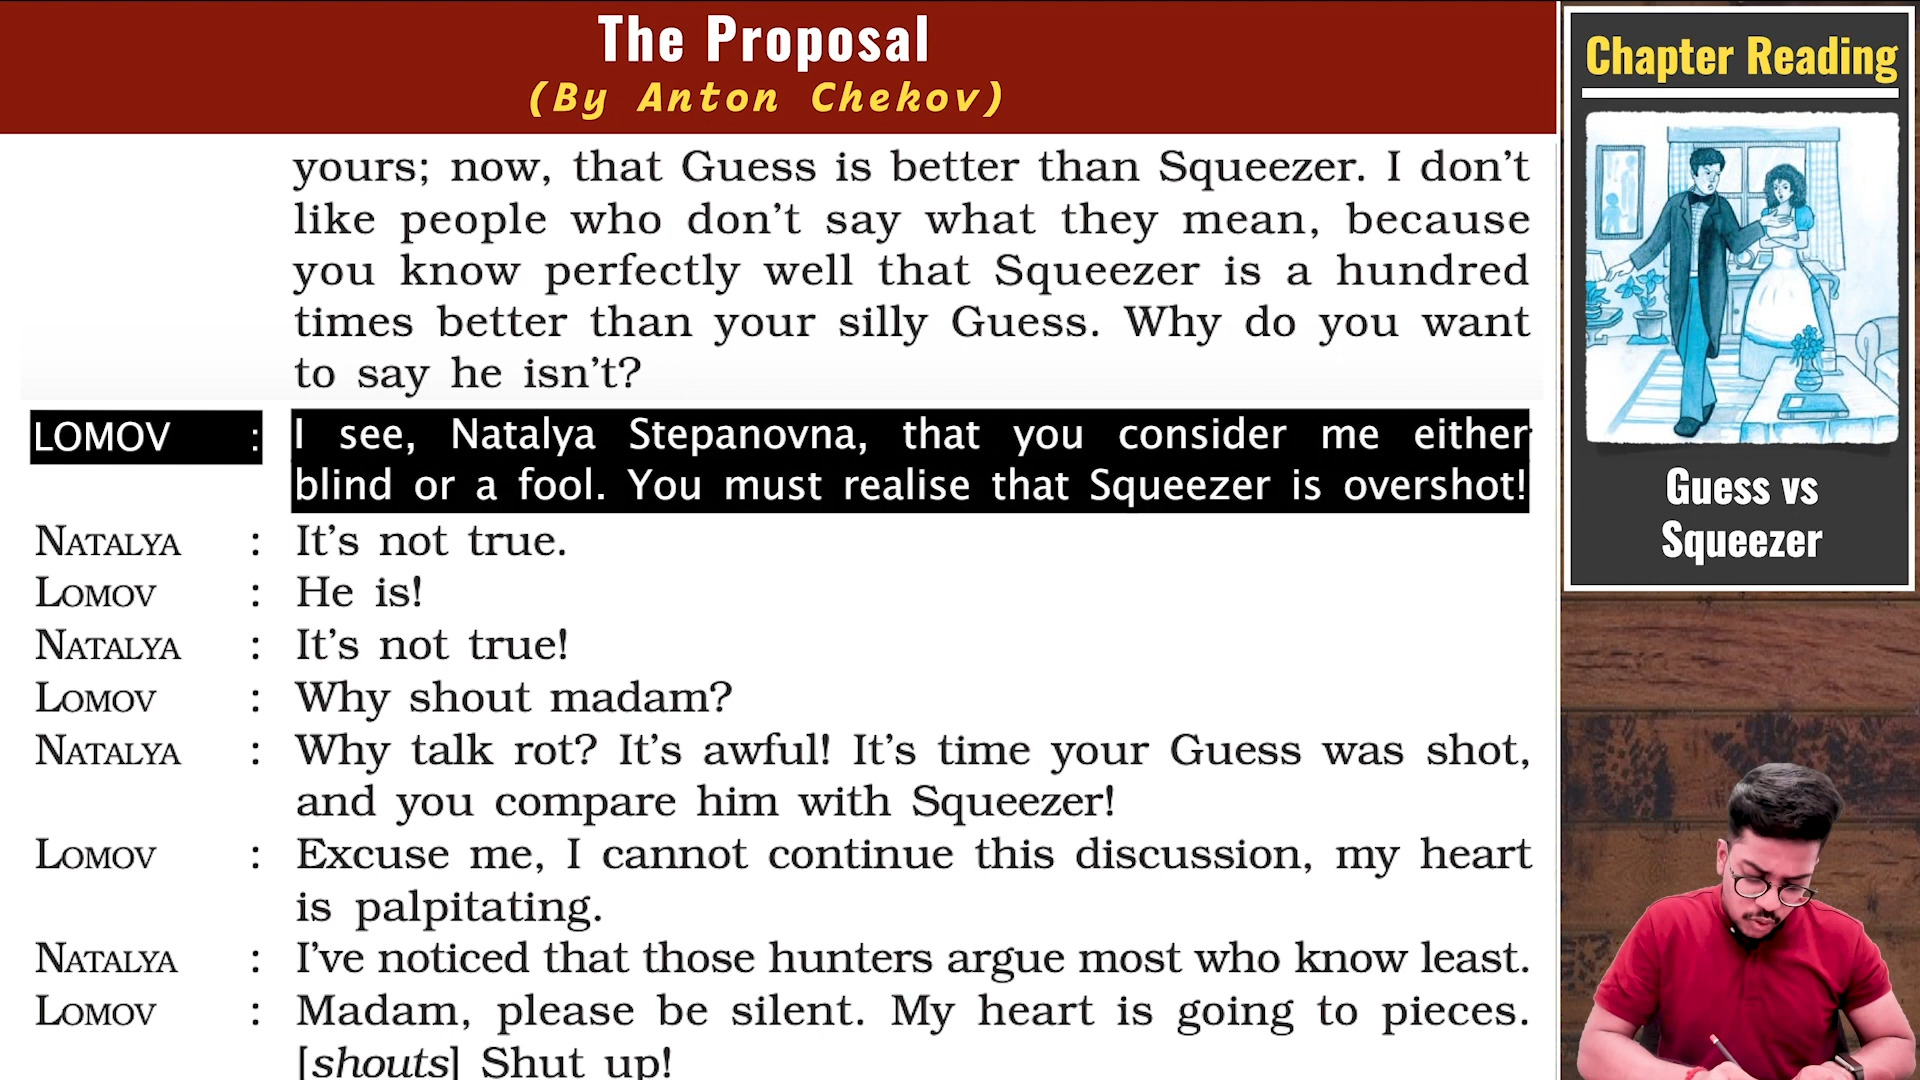 The Proposal
(By Anton Chekov)
yours; now, that Guess is better than Squeezer. I don't
like people who don't say what they mean, because
you know perfectly well that Squeezer is a hundred
times better than your silly Guess. Why do you want
to say he isn't?
LOMOV : I see, Natalya Stepanovna, that you consider me either
blind or a fool. You must realise that Squeezer is overshot!
NATALYA : It's not true.
LOMOV : He is!
NATALYA : It's not true!
LOMOV : Why shout madam?
NATALYA : Why talk rot? It's awful! It's time your Guess was shot,
and you compare him with Squeezer!
LOMOV : Excuse me, I cannot continue this discussion, my heart
is palpitating.
NATALYA : I've noticed that those hunters argue most who know least.
LOMOV : Madam, please be silent. My heart is going to pieces.
[shouts] Shut up!
Chapter Reading
Guess vs
Squeezer